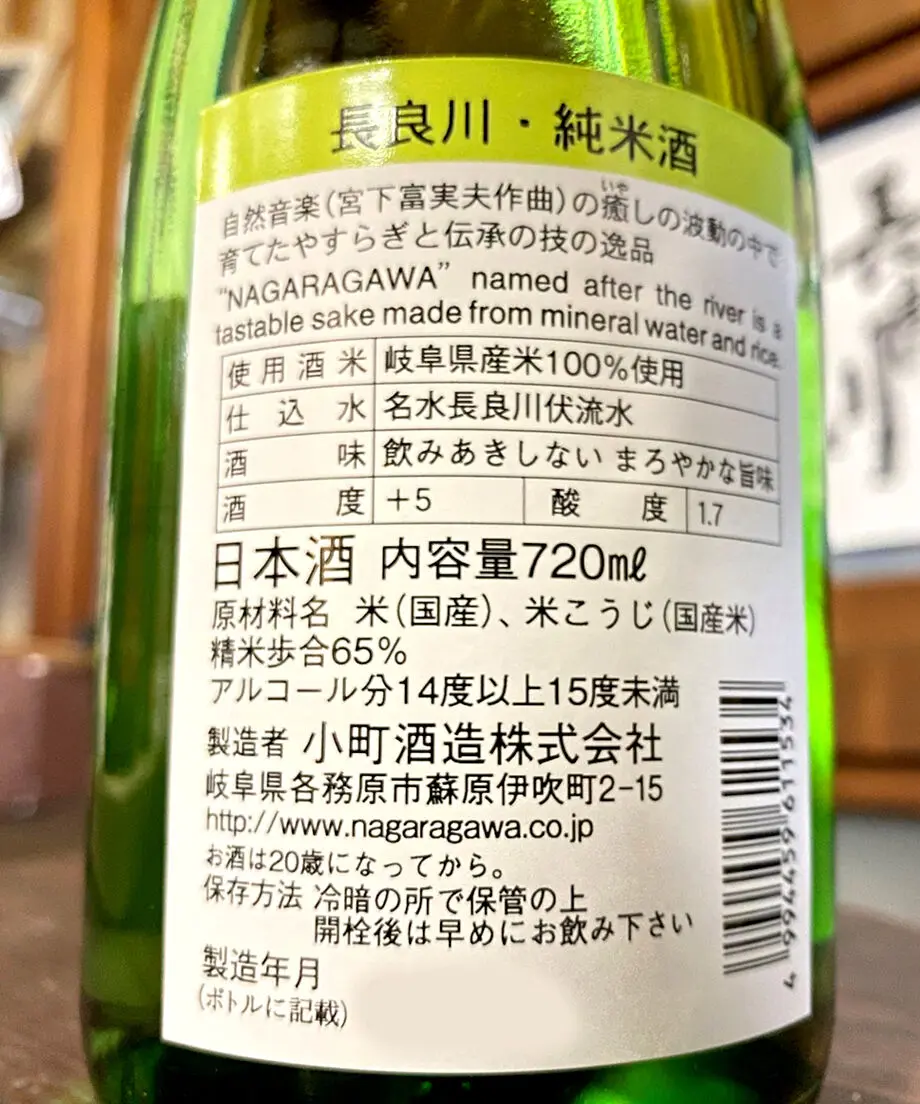 長良川・純米酒
自然音楽(宮下富実夫作曲)の癒しの波動の中で
いや
育てたやすらぎと伝承の技の逸品
"NAGARAGAWA" named after the river is a
tastable sake made from mineral water and rice.
使用酒米 岐阜県産米100%使用
仕込水 名水長良川伏流水
酒味 飲みあきしない まろやかな旨味
酒度 +5 酸度 1.7
日本酒 内容量720mℓ
原材料名 米(国産)、米こうじ(国産米)
精米歩合65%
アルコール分14度以上15度未満
製造者 小町酒造株式会社
岐阜県各務原市蘇原伊吹町2-15
http://www.nagaragawa.co.jp
お酒は20歳になってから。
保存方法 冷暗の所で保管の上
開栓後は早めにお飲み下さい
製造年月
(ボトルに記載)